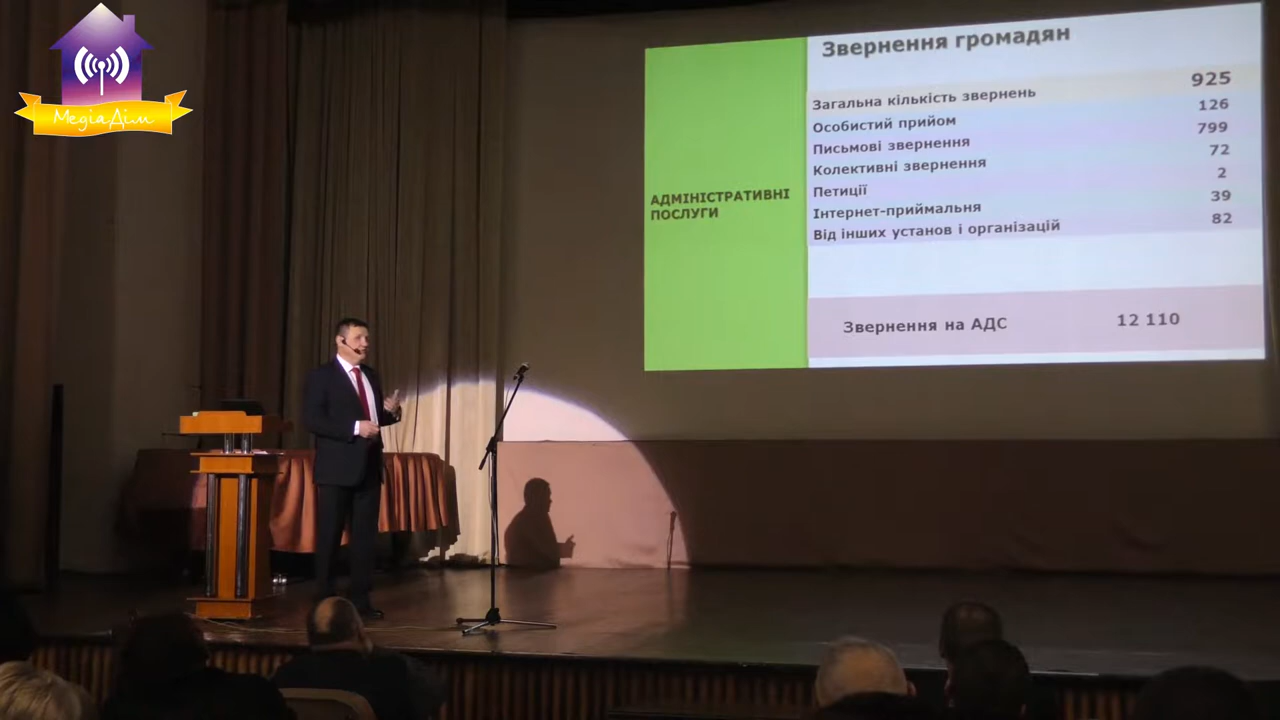 МедіаДім
АДМІНІСТРАТИВНІ
ПОСЛУГИ
Звернення громадян
Загальна кількість звернень 925
Особистий прийом 126
Письмові звернення 799
Колективні звернення 72
Петиції 2
Інтернет-приймальня 39
Від інших установ і організацій 82
Звернення на АДС 12 110